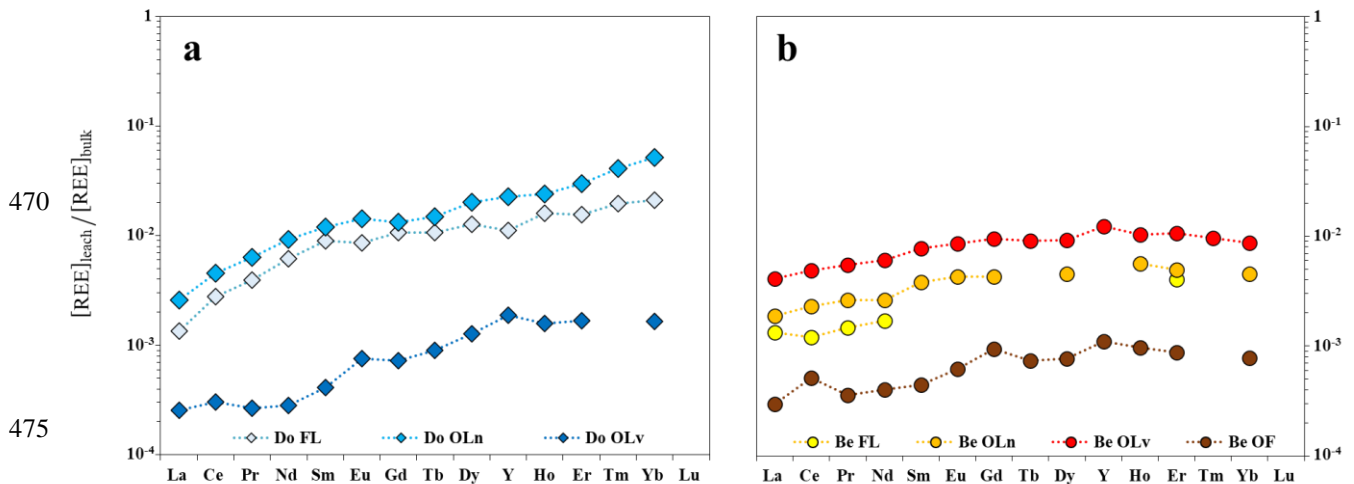 a
b
1
10⁻¹
10⁻²
10⁻³
10⁻⁴
[REE]leach / [REE]bulk
470
475
Do FL Do OLn Do OLv
La Ce Pr Nd Sm Eu Gd Tb Dy Y Ho Er Tm Yb Lu
1
10⁻¹
10⁻²
10⁻³
10⁻⁴
Be FL Be OLn Be OLv Be OF
La Ce Pr Nd Sm Eu Gd Tb Dy Y Ho Er Tm Yb Lu